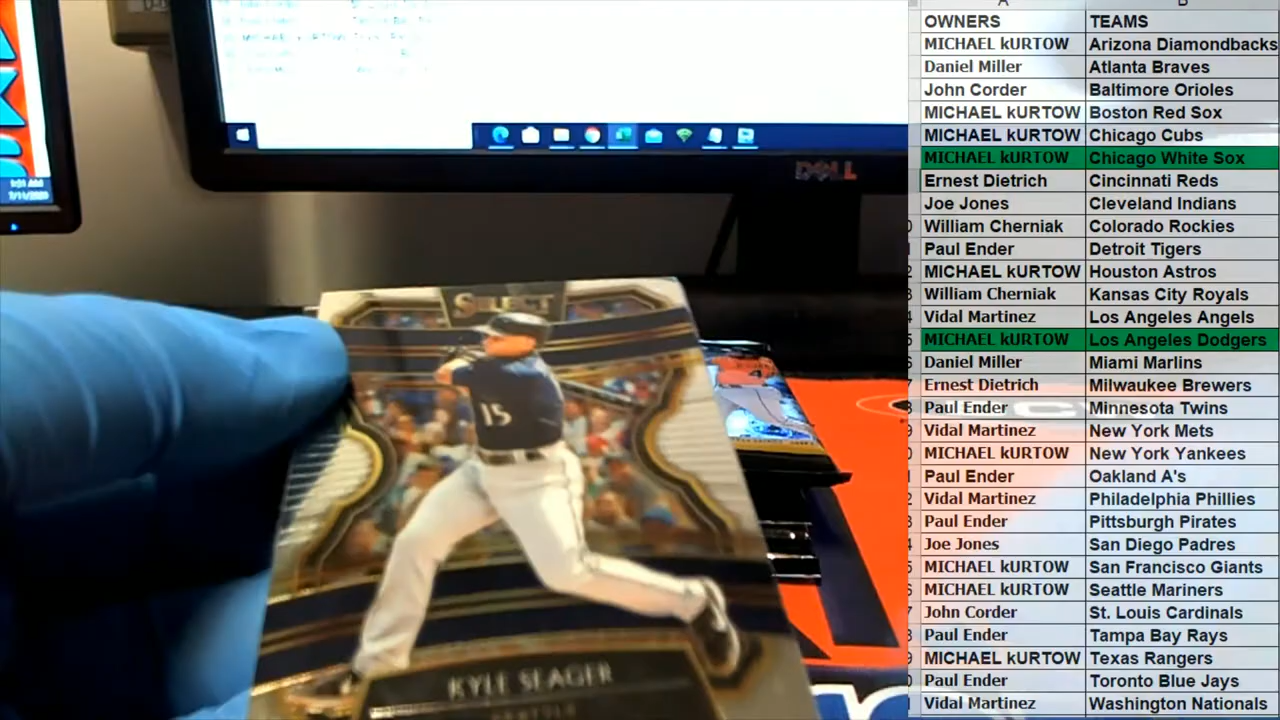 A B
OWNERS TEAMS
MICHAEL kURTOW Arizona Diamondbacks
Daniel Miller Atlanta Braves
John Corder Baltimore Orioles
MICHAEL kURTOW Boston Red Sox
MICHAEL kURTOW Chicago Cubs
MICHAEL kURTOW Chicago White Sox
Ernest Dietrich Cincinnati Reds
Joe Jones Cleveland Indians
William Cherniak Colorado Rockies
Paul Ender Detroit Tigers
MICHAEL kURTOW Houston Astros
William Cherniak Kansas City Royals
Vidal Martinez Los Angeles Angels
MICHAEL kURTOW Los Angeles Dodgers
Daniel Miller Miami Marlins
Ernest Dietrich Milwaukee Brewers
Paul Ender Minnesota Twins
Vidal Martinez New York Mets
MICHAEL kURTOW New York Yankees
Paul Ender Oakland A's
Vidal Martinez Philadelphia Phillies
Paul Ender Pittsburgh Pirates
Joe Jones San Diego Padres
MICHAEL kURTOW San Francisco Giants
MICHAEL kURTOW Seattle Mariners
John Corder St. Louis Cardinals
Paul Ender Tampa Bay Rays
MICHAEL kURTOW Texas Rangers
Paul Ender Toronto Blue Jays
Vidal Martinez Washington Nationals
DELL
1:31 AM
SELECT
15
KYLE SEAGER
SEATTLE